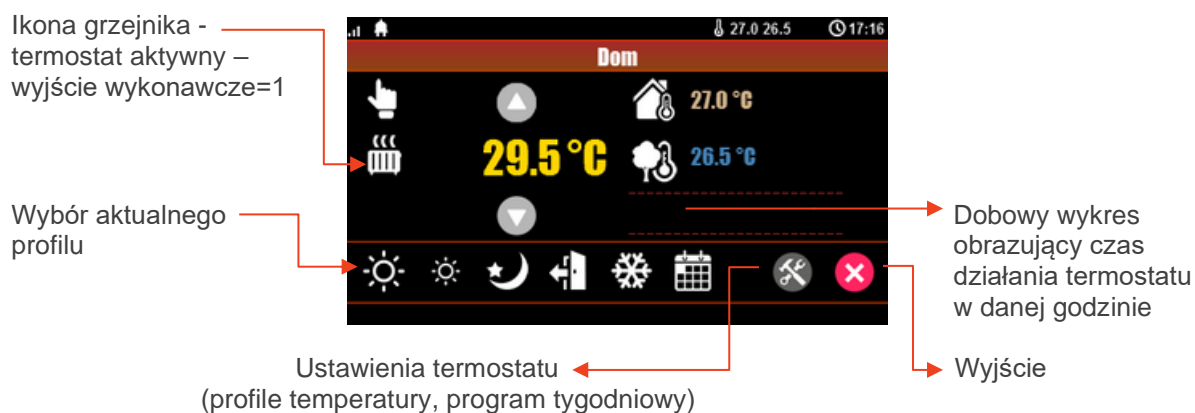 Ikona grzejnika -
termostat aktywny –
wyjście wykonawcze=1
27.0 26.5
17:16
Dom
27.0 °C
29.5 °C
26.5 °C
Wybór aktualnego
profilu
Dobowy wykres
obrazujący czas
działania termostatu
w danej godzinie
Ustawienia termostatu
(profile temperatury, program tygodniowy)
Wyjście